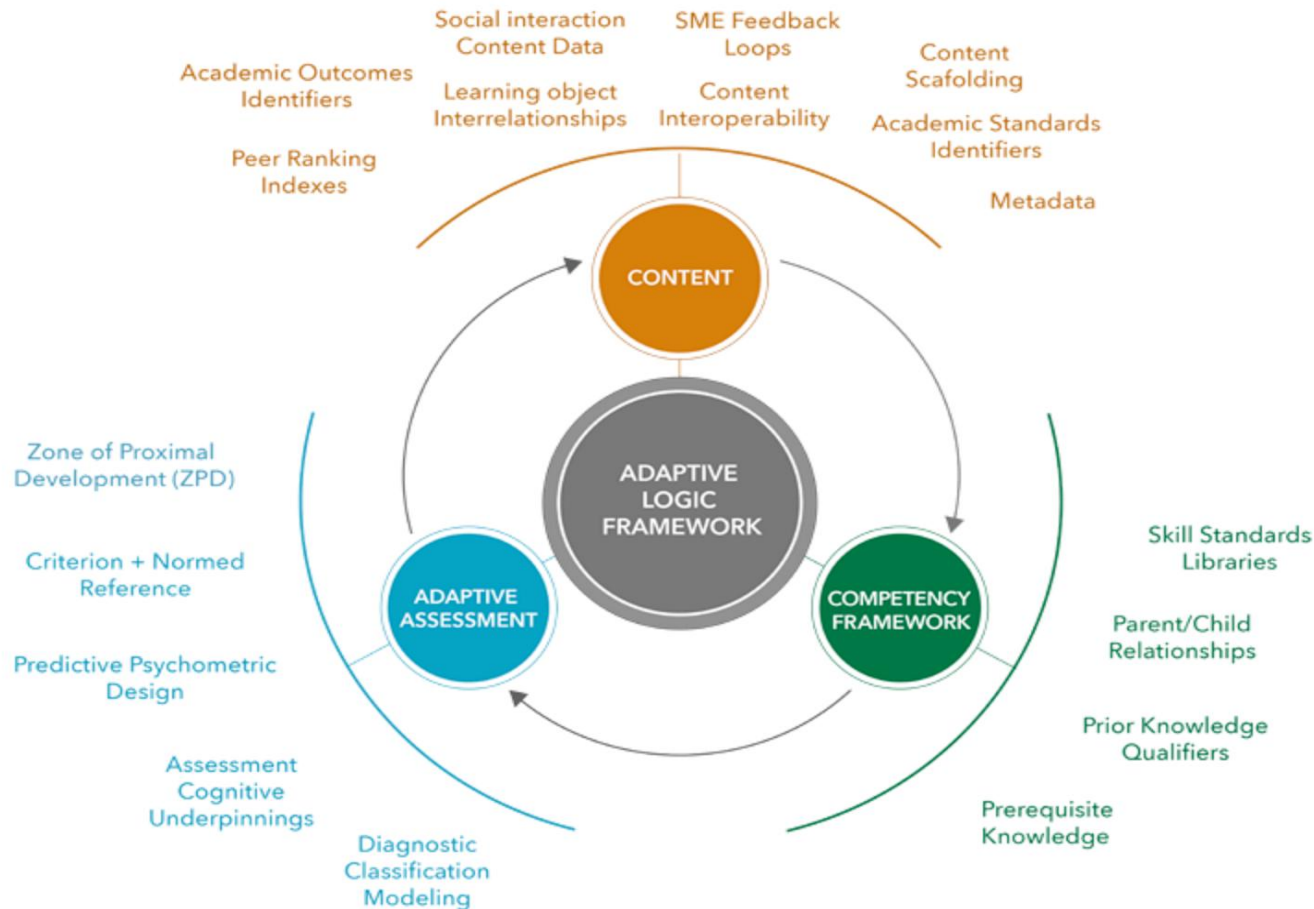 Social interaction
Content Data
SME Feedback
Loops
Content
Scafolding
Academic Outcomes
Identifiers
Learning object
Interrelationships
Content
Interoperability
Academic Standards
Identifiers
Peer Ranking
Indexes
Metadata
CONTENT
ADAPTIVE
LOGIC
FRAMEWORK
Zone of Proximal
Development (ZPD)
Criterion + Normed
Reference
Predictive Psychometric
Design
Assessment
Cognitive
Underpinnings
Diagnostic
Classification
Modeling
ADAPTIVE
ASSESSMENT
COMPETENCY
FRAMEWORK
Skill Standards
Libraries
Parent/Child
Relationships
Prior Knowledge
Qualifiers
Prerequisite
Knowledge